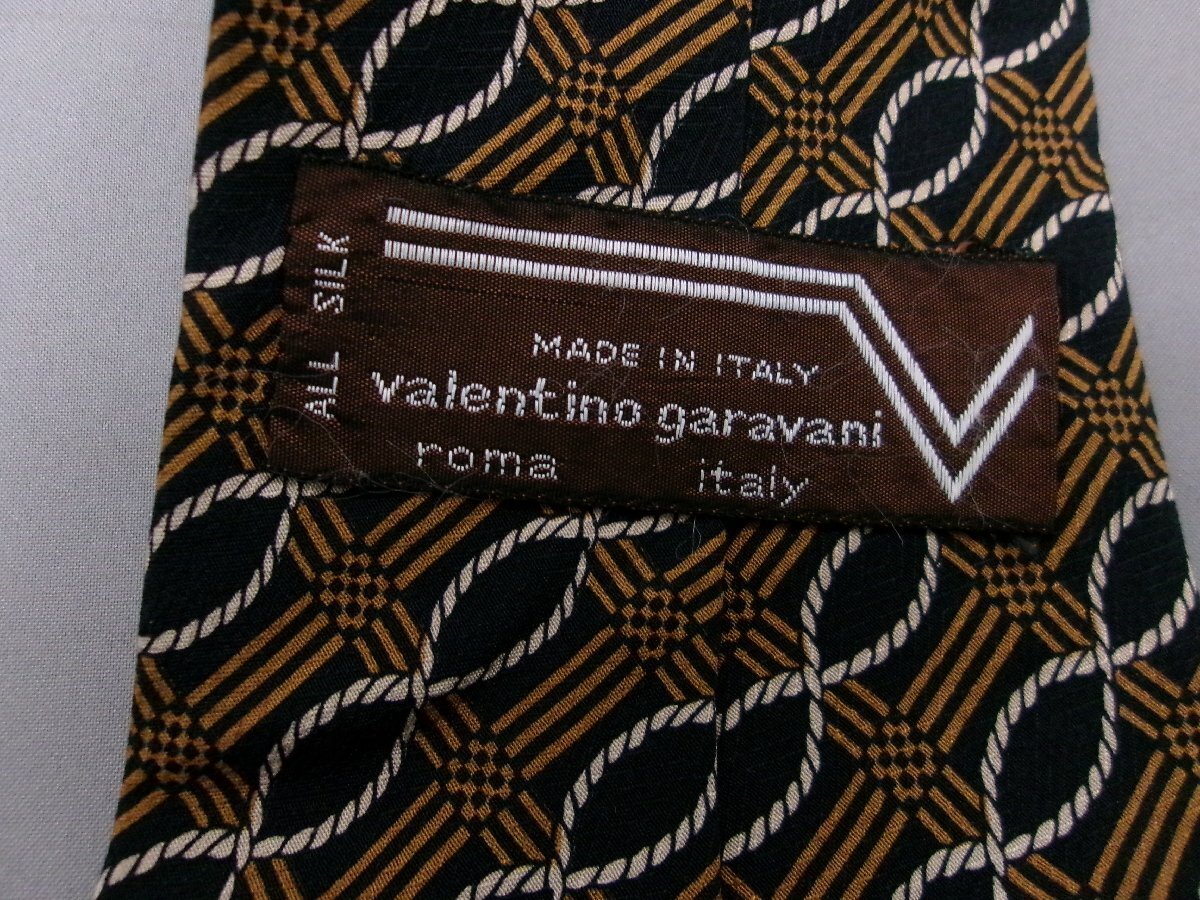 ALL SILK
MADE IN ITALY
valentino garavani
roma italy